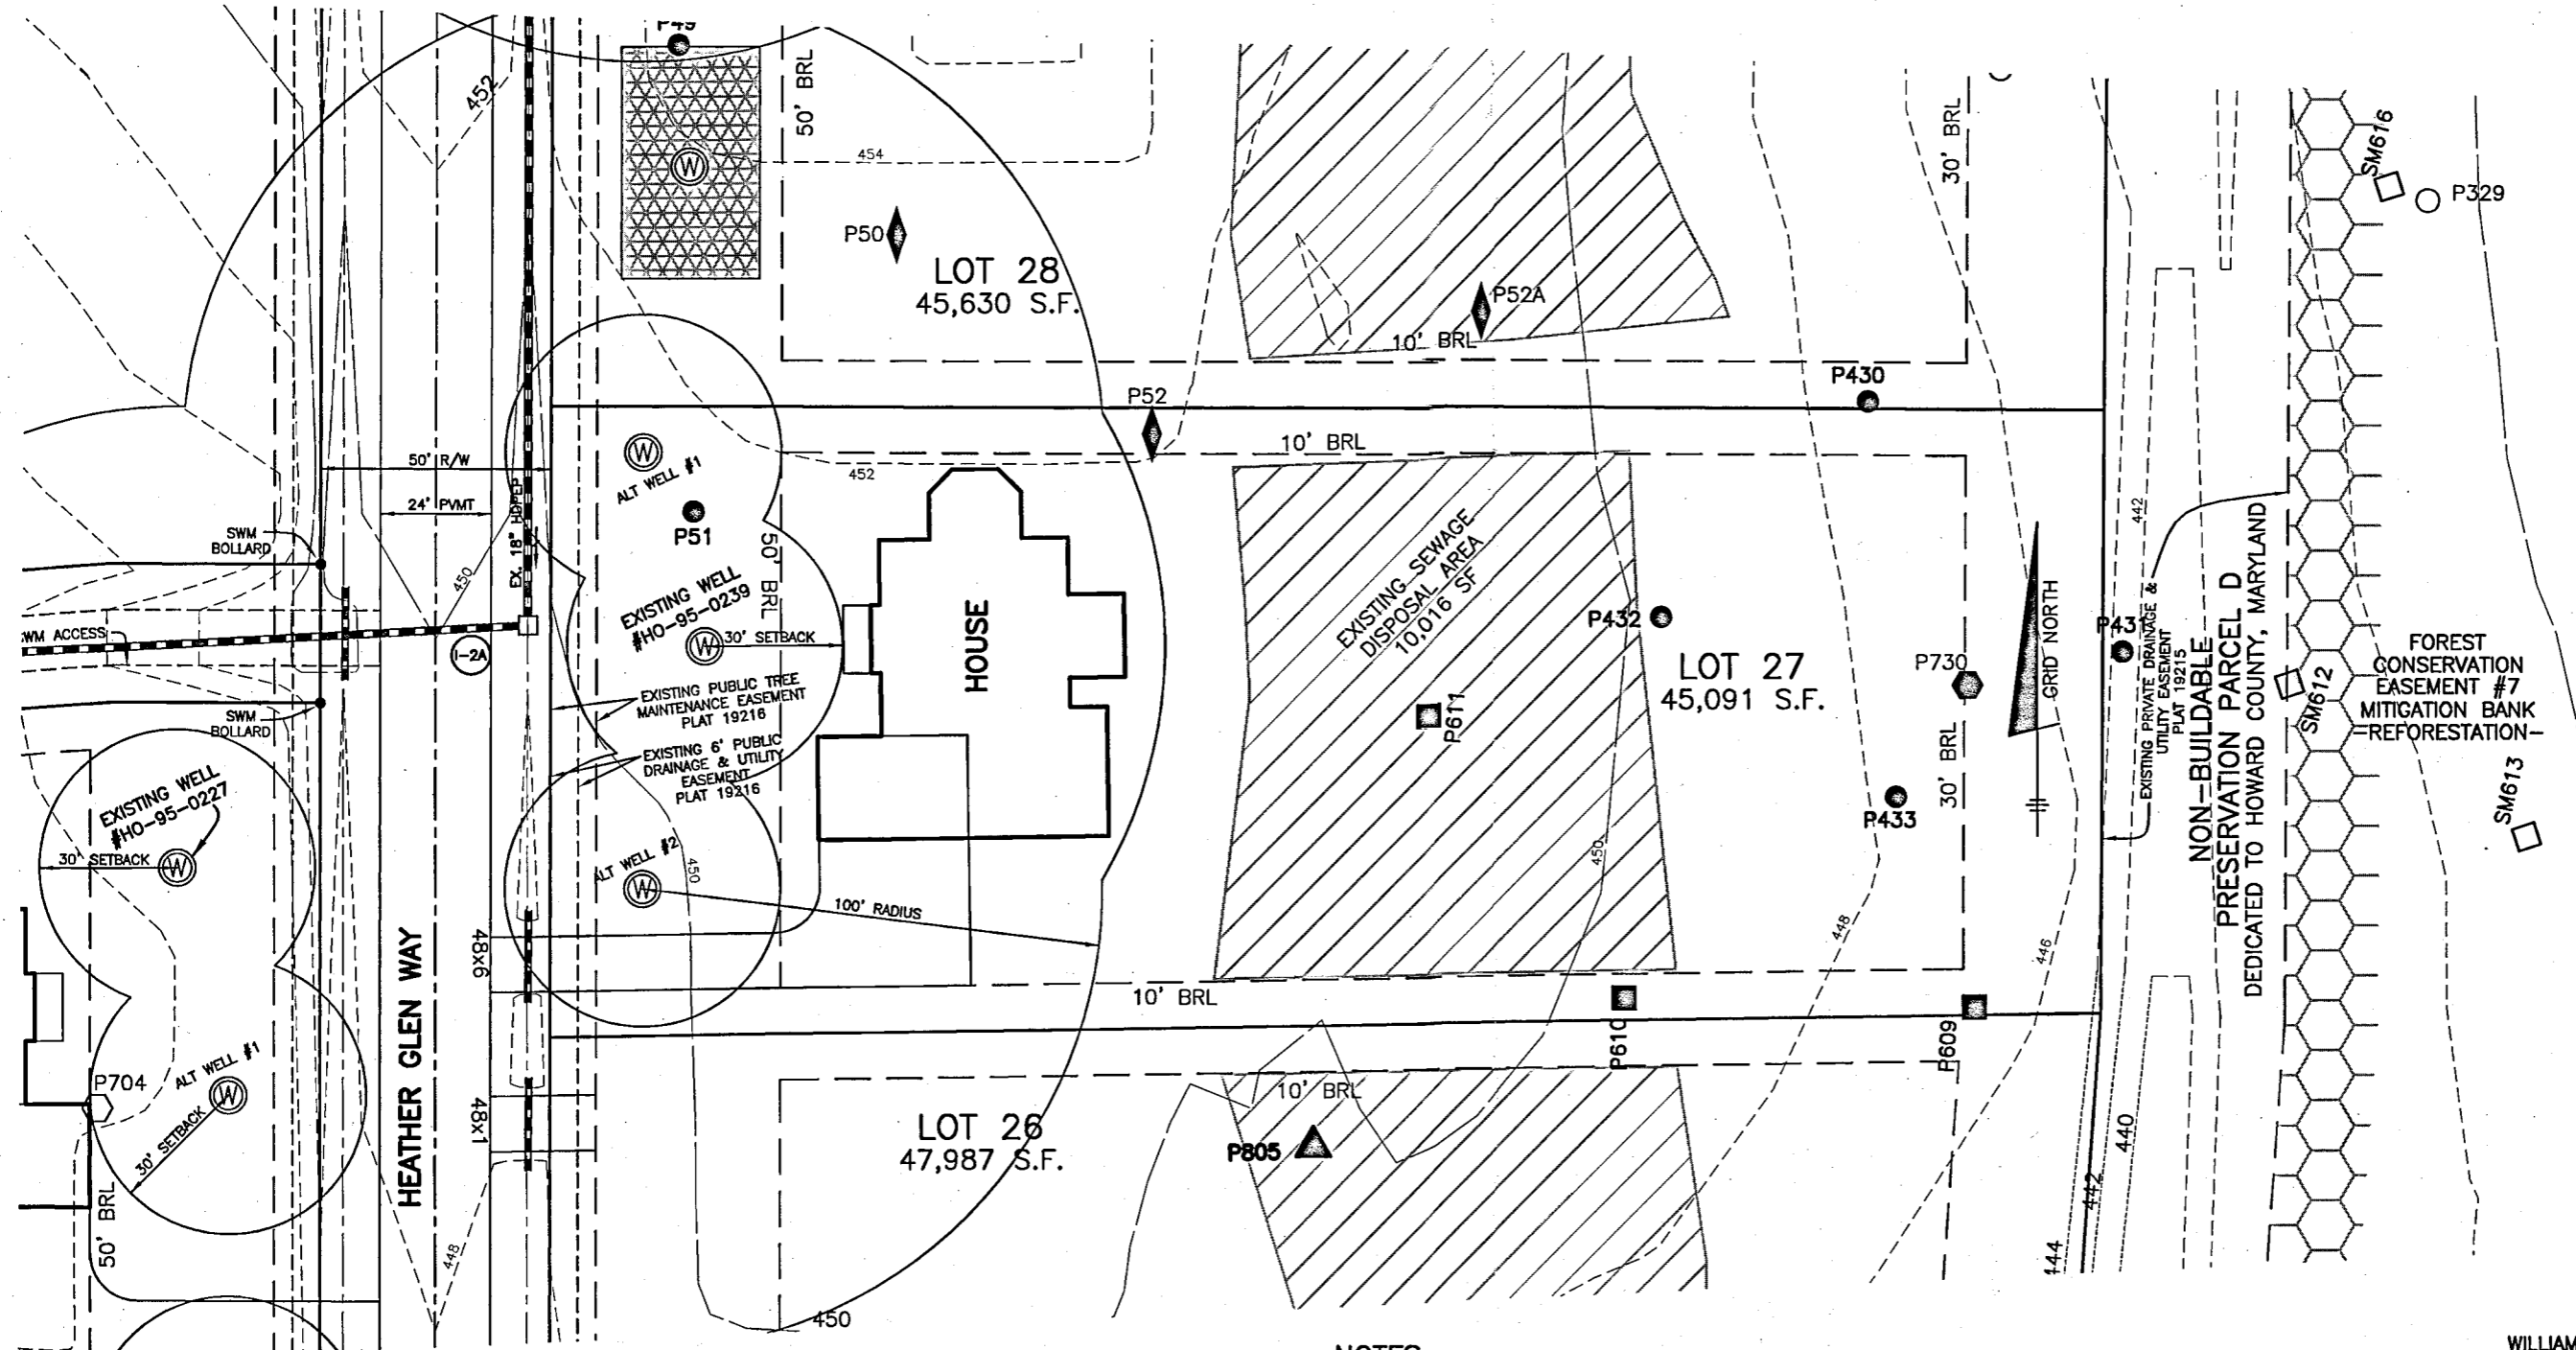 P49
452
50' BRL
W
454
P50
LOT 28
45,630 S.F.
P52A
10' BRL
30' BRL
SM616
P329
P430
P52
10' BRL
452
50' R/W
24' PVMT
EX. 18" HDPEP
W
ALT WELL #1
P51
50' BRL
SWM
BOLLARD
450
EXISTING WELL
#HO-95-0239
W
30' SETBACK
HOUSE
EXISTING SEWAGE
DISPOSAL AREA
10,016 SF
P432
P611
LOT 27
45,091 S.F.
P730
30' BRL
P433
GRID NORTH
P431
442
EXISTING PRIVATE DRAINAGE &
UTILITY EASEMENT
PLAT 19215
NON-BUILDABLE
PRESERVATION PARCEL D
DEDICATED TO HOWARD COUNTY, MARYLAND
SM612
FOREST
CONSERVATION
EASEMENT #7
MITIGATION BANK
-REFORESTATION-
SM613
WM ACCESS
I-2A
SWM
BOLLARD
EXISTING PUBLIC TREE
MAINTENANCE EASEMENT
PLAT 19216
EXISTING 6' PUBLIC
DRAINAGE & UTILITY
EASEMENT
PLAT 19216
EXISTING WELL
#HO-95-0227
30' SETBACK
W
ALT WELL #2
W
450
100' RADIUS
450
448
446
48x6
HEATHER GLEN WAY
10' BRL
P610
P609
ALT WELL #1
W
P704
30' SETBACK
50' BRL
48x1
448
LOT 26
47,987 S.F.
10' BRL
P805
450
440
442
444
NOTES
WILLIAM